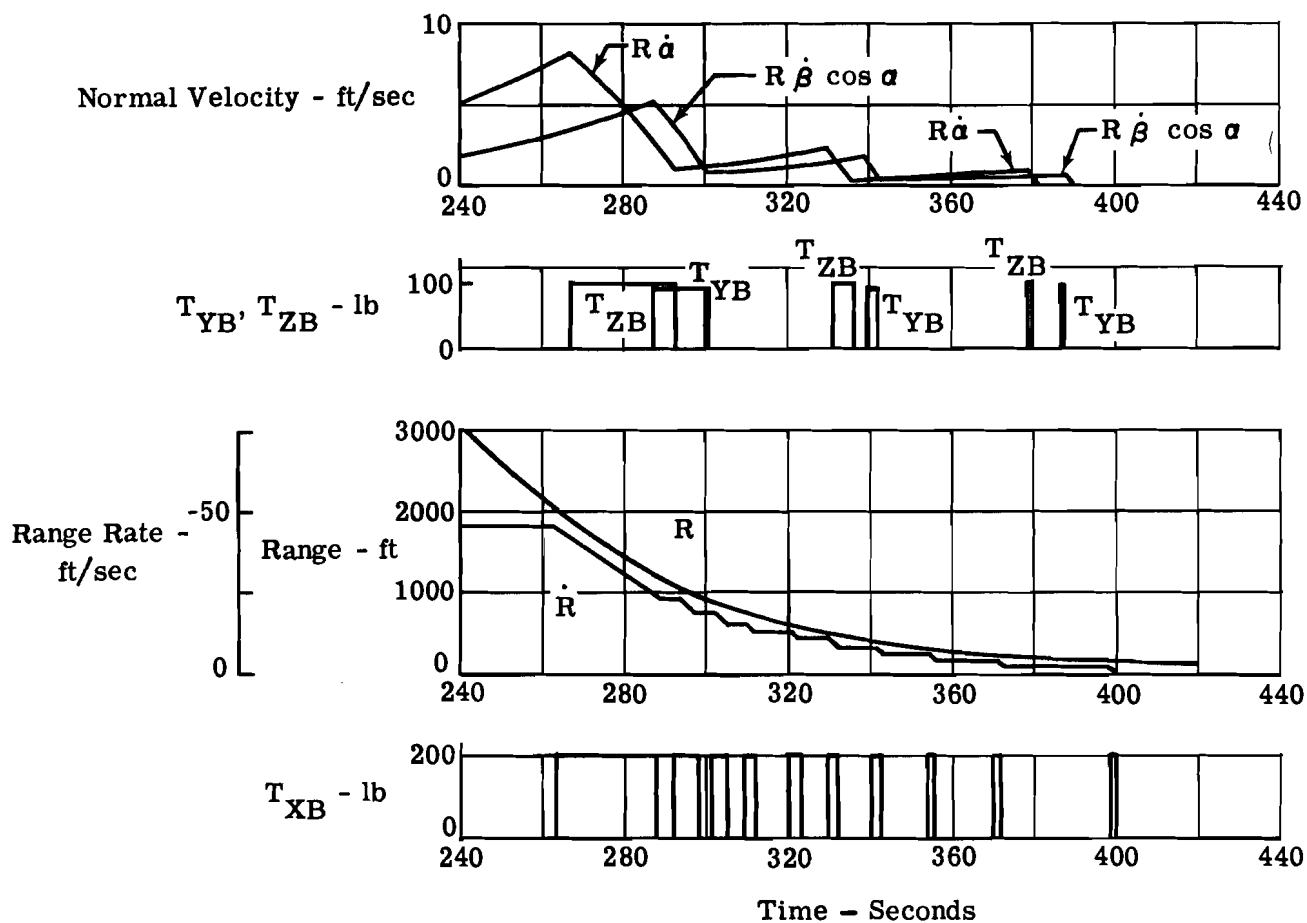 10
R α̇
R β̇ cos α
Normal Velocity - ft/sec
Rα̇
R β̇ cos α
0
240 280 320 360 400 440
T_YB, T_ZB - lb
100
0
T_ZB
T_YB
T_ZB
T_YB
T_ZB
T_YB
3000
-50
2000
Range Rate -
ft/sec
Range - ft
R
1000
Ṙ
0
0
240 280 320 360 400 440
200
T_XB - lb
0
240 280 320 360 400 440
Time - Seconds